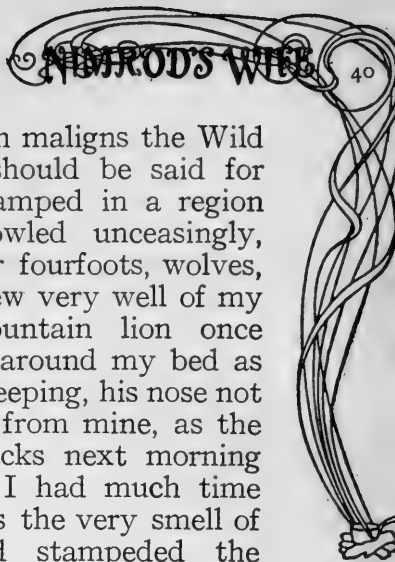 NIMROD'S WIFE 40
n maligns the Wild
should be said for
amped in a region
owled unceasingly,
r fourfoots, wolves,
ew very well of my
ountain lion once
around my bed as
eeping, his nose not
from mine, as the
cks next morning
I had much time
s the very smell of
d stampeded the